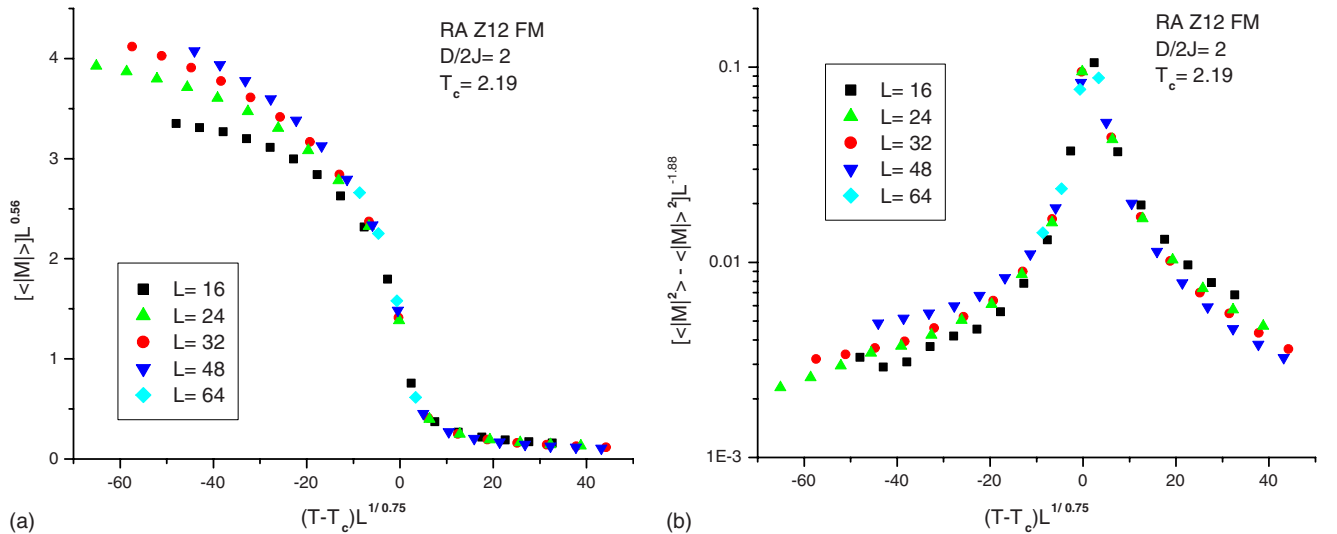 RA Z12 FM
D/2J= 2
T_c= 2.19
[<|M|>]L^0.56
4
3
2
1
0
L= 16
L= 24
L= 32
L= 48
L= 64
-60 -40 -20 0 20 40
(a)
(T-T_c)L^1/ 0.75
RA Z12 FM
D/2J= 2
T_c= 2.19
[<|M|^2> - <|M|>^2]L^-1.88
0.1
0.01
1E-3
L= 16
L= 24
L= 32
L= 48
L= 64
-60 -40 -20 0 20 40
(b)
(T-T_c)L^1/ 0.75